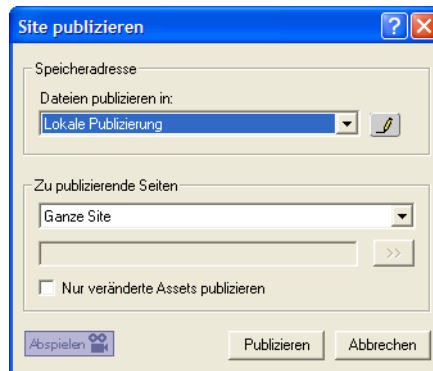 Site publizieren
Speicheradresse
Dateien publizieren in:
Lokale Publizierung
Zu publizierende Seiten
Ganze Site
>>
Nur veränderte Assets publizieren
Abspielen
Publizieren
Abbrechen